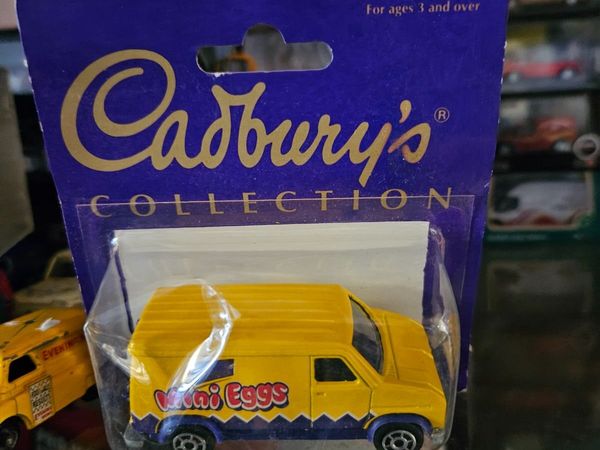 For ages 3 and over
Cadbury's®
COLLECTION
Mini Eggs